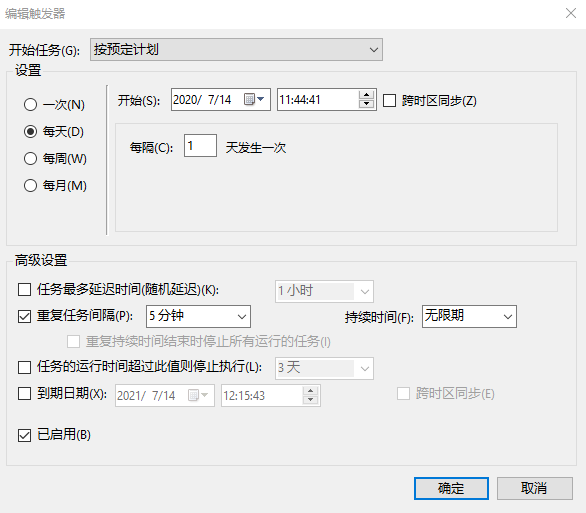 编辑触发器
开始任务(G): 按预定计划
设置
一次(N)
每天(D)
每周(W)
每月(M)
开始(S): 2020/ 7/14 11:44:41 跨时区同步(Z)
每隔(C): 1 天发生一次
高级设置
任务最多延迟时间(随机延迟)(K): 1 小时
重复任务间隔(P): 5 分钟 持续时间(F): 无限期
重复持续时间结束时停止所有运行的任务(I)
任务的运行时间超过此值则停止执行(L): 3 天
到期日期(X): 2021/ 7/14 12:15:43 跨时区同步(E)
已启用(B)
确定 取消